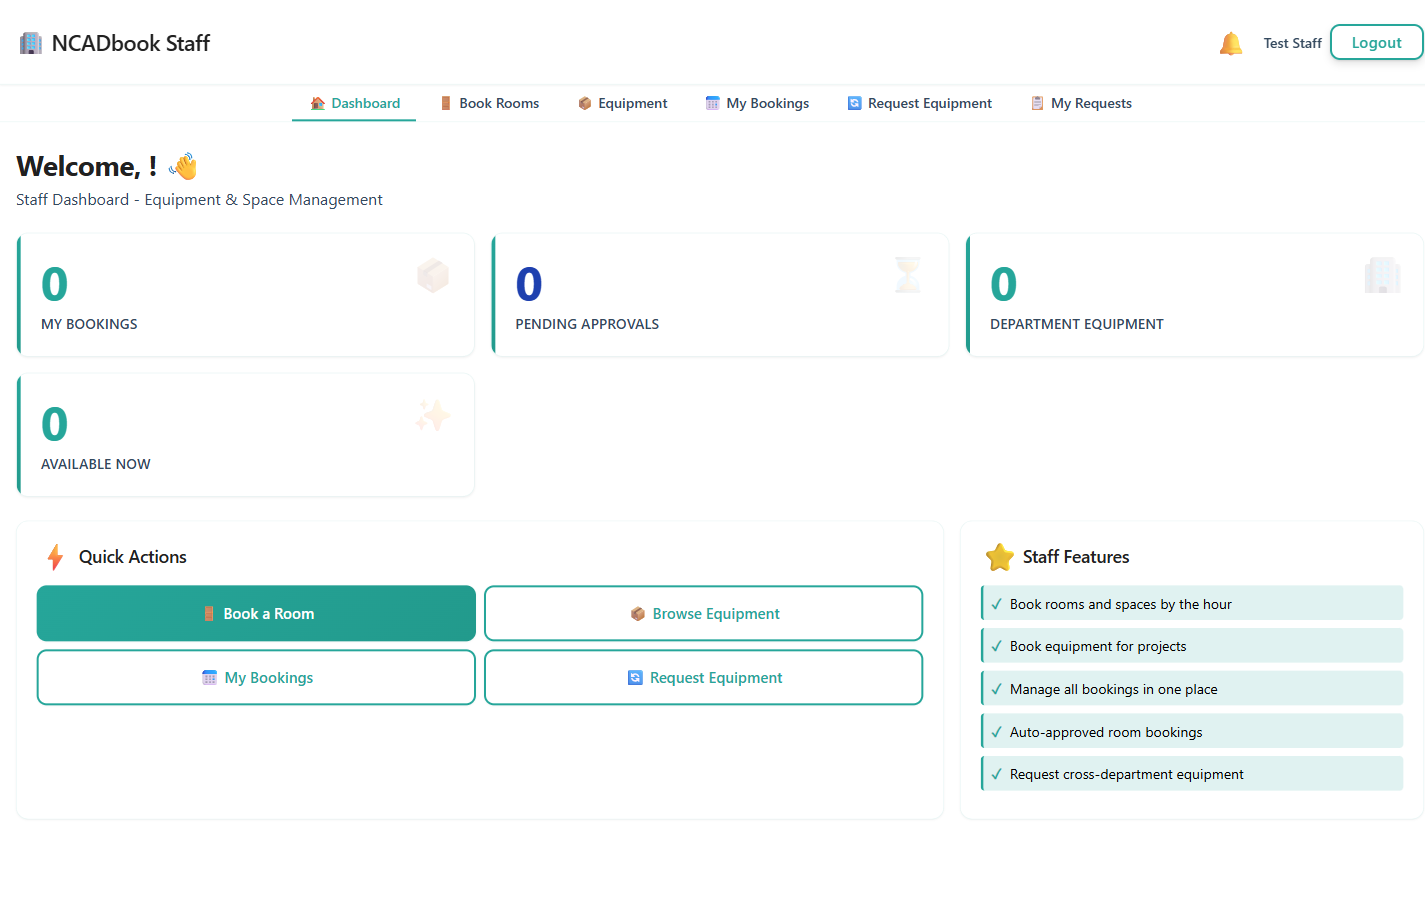 NCADbook Staff
Test Staff
Logout
Dashboard
Book Rooms
Equipment
My Bookings
Request Equipment
My Requests
Welcome, !
Staff Dashboard - Equipment & Space Management
0
MY BOOKINGS
0
PENDING APPROVALS
0
DEPARTMENT EQUIPMENT
0
AVAILABLE NOW
Quick Actions
Book a Room
Browse Equipment
My Bookings
Request Equipment
Staff Features
✓ Book rooms and spaces by the hour
✓ Book equipment for projects
✓ Manage all bookings in one place
✓ Auto-approved room bookings
✓ Request cross-department equipment